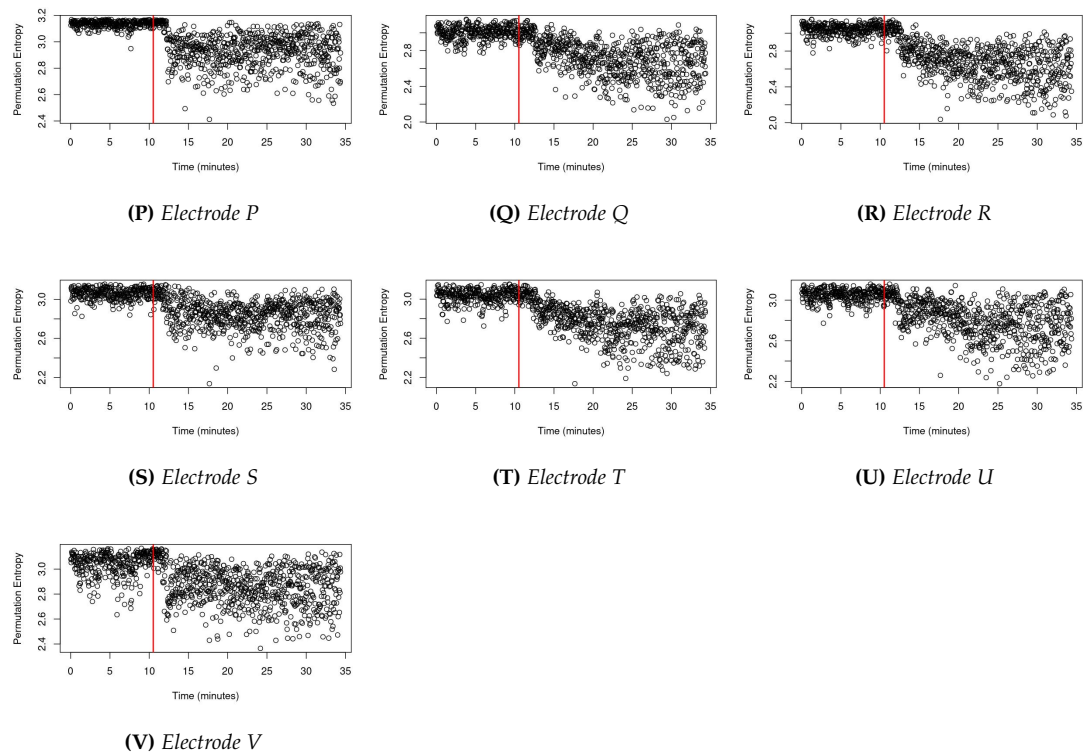 Permutation Entropy
2.4 2.6 2.8 3.0 3.2
0 5 10 15 20 25 30 35
Time (minutes)
(P) Electrode P
Permutation Entropy
2.0 2.4 2.8
0 5 10 15 20 25 30 35
Time (minutes)
(Q) Electrode Q
Permutation Entropy
2.0 2.4 2.8
0 5 10 15 20 25 30 35
Time (minutes)
(R) Electrode R
Permutation Entropy
2.2 2.6 3.0
0 5 10 15 20 25 30 35
Time (minutes)
(S) Electrode S
Permutation Entropy
2.2 2.6 3.0
0 5 10 15 20 25 30 35
Time (minutes)
(T) Electrode T
Permutation Entropy
2.2 2.6 3.0
0 5 10 15 20 25 30 35
Time (minutes)
(U) Electrode U
Permutation Entropy
2.4 2.6 2.8 3.0
0 5 10 15 20 25 30 35
Time (minutes)
(V) Electrode V